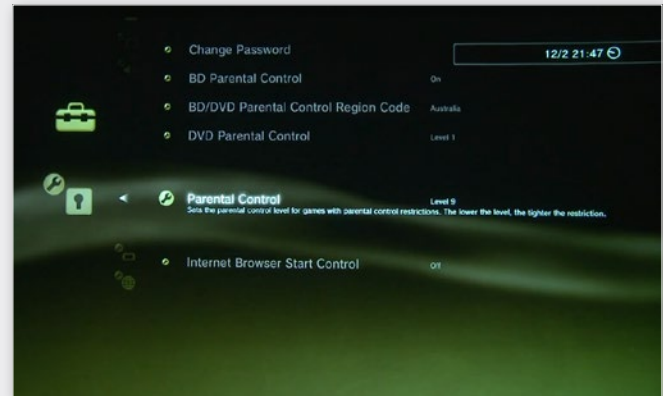 12/2 21:47
Change Password
BD Parental Control On
BD/DVD Parental Control Region Code Australia
DVD Parental Control Level 1
Parental Control Level 9
Sets the parental control level for games with parental control restrictions. The lower the level, the tighter the restriction.
Internet Browser Start Control Off